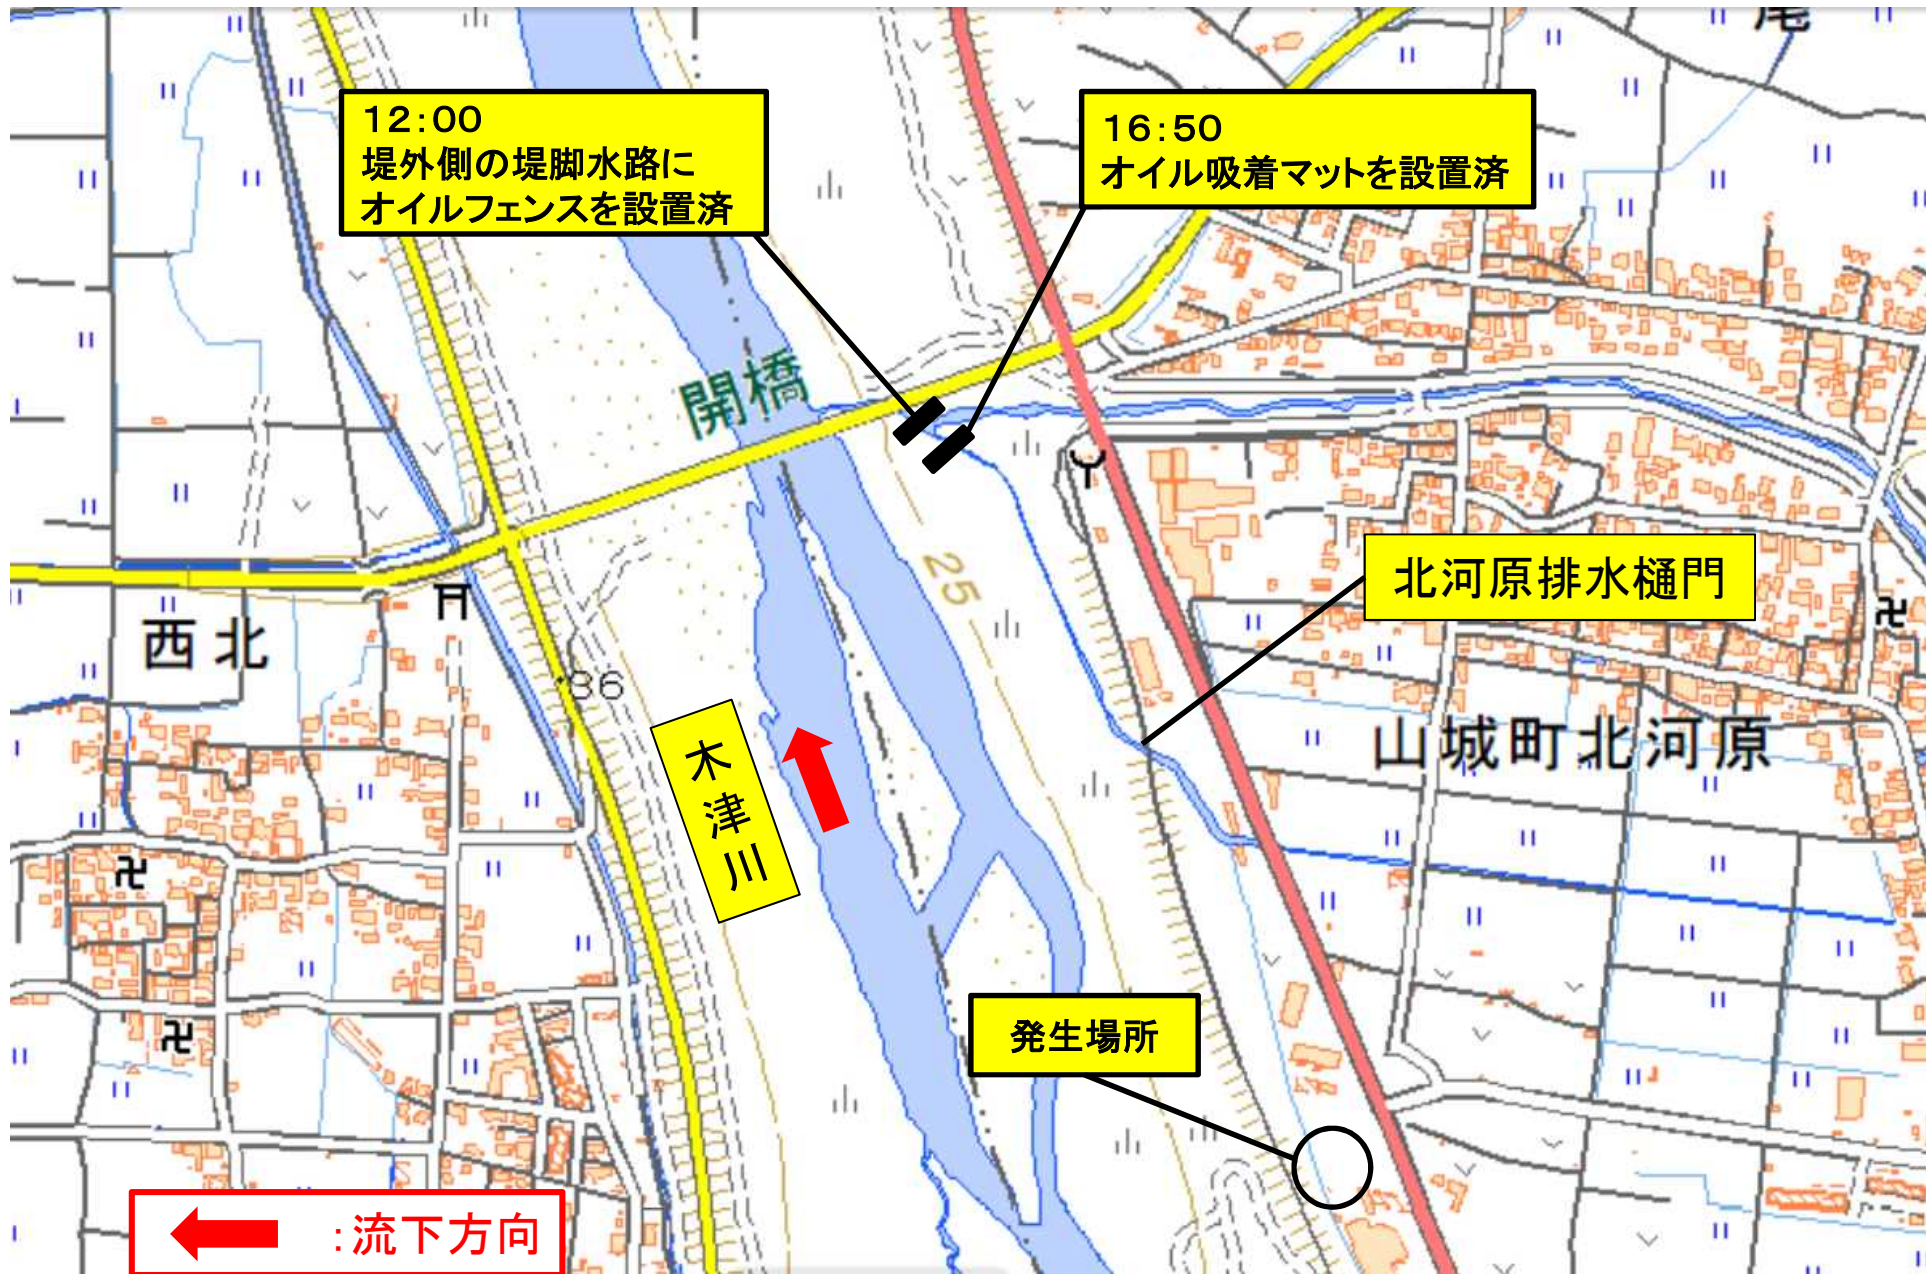 尾
12:00
堤外側の堤脚水路に
オイルフェンスを設置済
16:50
オイル吸着マットを設置済
開橋
25
北河原排水樋門
西北
36
木津川
山城町北河原
発生場所
:流下方向